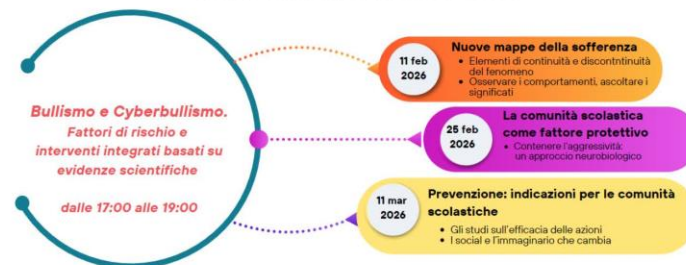 Bullismo e Cyberbullismo.
Fattori di rischio e
interventi integrati basati su
evidenze scientifiche
dalle 17:00 alle 19:00
11 feb
2026
Nuove mappe della sofferenza
• Elementi di continuità e discontntinuità
del fenomeno
• Osservare i comportamenti, ascoltare i
significati
25 feb
2026
La comunità scolastica
come fattore protettivo
• Contenere l'aggressività:
un approccio neurobiologico
11 mar
2026
Prevenzione: indicazioni per le comunità
scolastiche
• Gli studi sull'efficacia delle azioni
• I social e l'immaginario che cambia